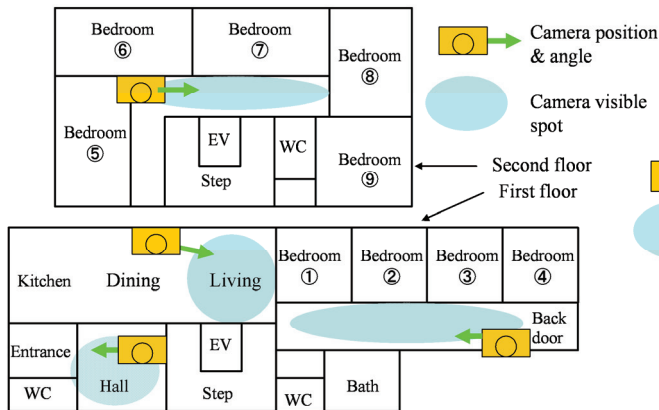 Bedroom
⑥
Bedroom
⑦
Bedroom
⑧
Camera position
& angle
Camera visible
spot
Bedroom
⑤
EV
WC
Step
Bedroom
⑨
Second floor
First floor
Kitchen
Dining
Living
Bedroom
①
Bedroom
②
Bedroom
③
Bedroom
④
Back
door
Entrance
WC
Hall
EV
Step
WC
Bath